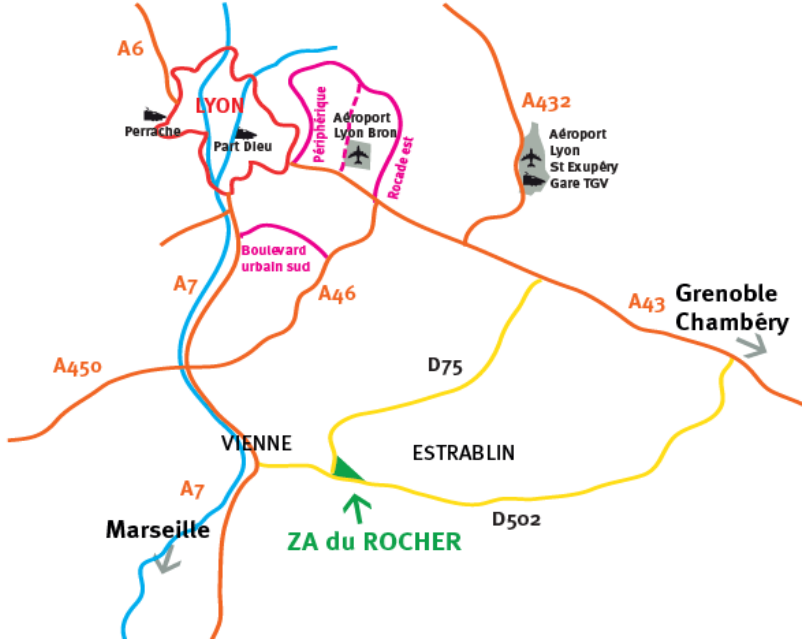 A6
LYON
Perrache
Part Dieu
Périphérique
Aéroport
Lyon Bron
Rocade est
A432
Aéroport
Lyon
St Exupéry
Gare TGV
Boulevard
urbain sud
A7
A46
A43
Grenoble
Chambéry
A450
D75
VIENNE
ESTRABLIN
A7
Marseille
ZA du ROCHER
D502